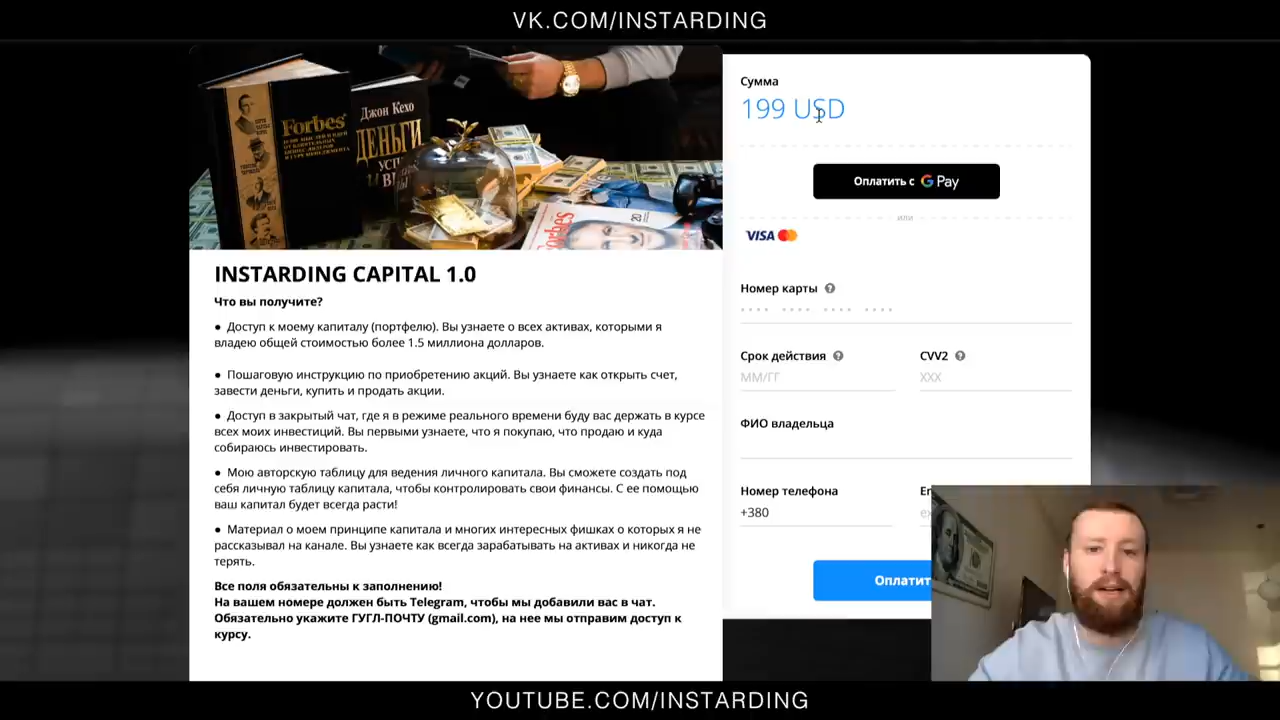 VK.COM/INSTARDING
Forbes
Джон Кехо
ДЕНЬГИ
Forbes
INSTARDING CAPITAL 1.0
Что вы получите?
● Доступ к моему капиталу (портфелю). Вы узнаете о всех активах, которыми я
владею общей стоимостью более 1.5 миллиона долларов.
● Пошаговую инструкцию по приобретению акций. Вы узнаете как открыть счет,
завести деньги, купить и продать акции.
● Доступ в закрытый чат, где я в режиме реального времени буду вас держать в курсе
всех моих инвестиций. Вы первыми узнаете, что я покупаю, что продаю и куда
собираюсь инвестировать.
● Мою авторскую таблицу для ведения личного капитала. Вы сможете создать под
себя личную таблицу капитала, чтобы контролировать свои финансы. С ее помощью
ваш капитал будет всегда расти!
● Материал о моем принципе капитала и многих интересных фишках о которых я не
рассказывал на канале. Вы узнаете как всегда зарабатывать на активах и никогда не
терять.
Все поля обязательны к заполнению!
На вашем номере должен быть Telegram, чтобы мы добавили вас в чат.
Обязательно укажите ГУГЛ-ПОЧТУ (gmail.com), на нее мы отправим доступ к
курсу.
Сумма
199 USD
Оплатить с G Pay
или
VISA
Номер карты
Срок действия
CVV2
ММ/ГГ
XXX
ФИО владельца
Номер телефона
+380
Оплатит
YOUTUBE.COM/INSTARDING